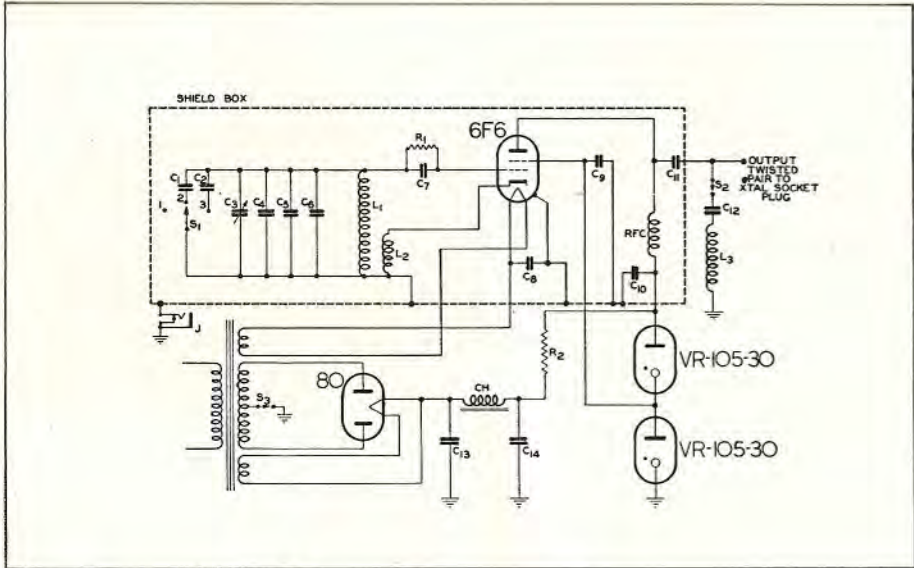 SHIELD BOX
6F6
R1
C7
C9
C11
OUTPUT
TWISTED
PAIR TO
XTAL SOCKET
PLUG
S2
C12
L3
C1
C2
1
2
3
S1
C3
C4
C5
C6
L1
L2
C8
RFC
C10
J
R2
VR-105-30
80
CH
S3
C13
C14
VR-105-30